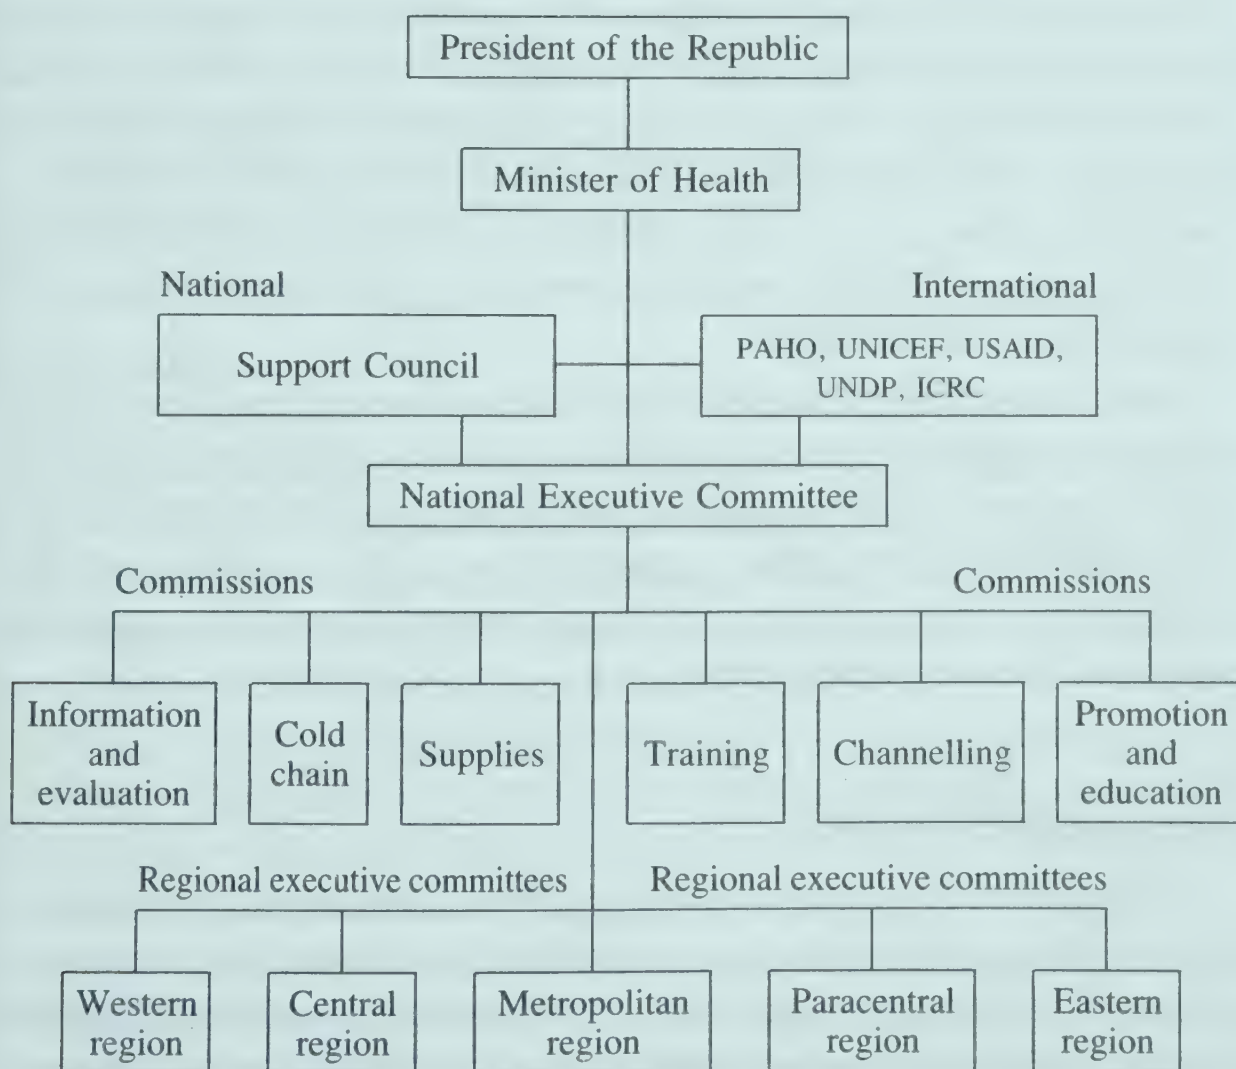 President of the Republic
Minister of Health
National
International
Support Council
PAHO, UNICEF, USAID,
UNDP, ICRC
National Executive Committee
Commissions
Commissions
Information
and
evaluation
Cold
chain
Supplies
Training
Channelling
Promotion
and
education
Regional executive committees
Regional executive committees
Western
region
Central
region
Metropolitan
region
Paracentral
region
Eastern
region